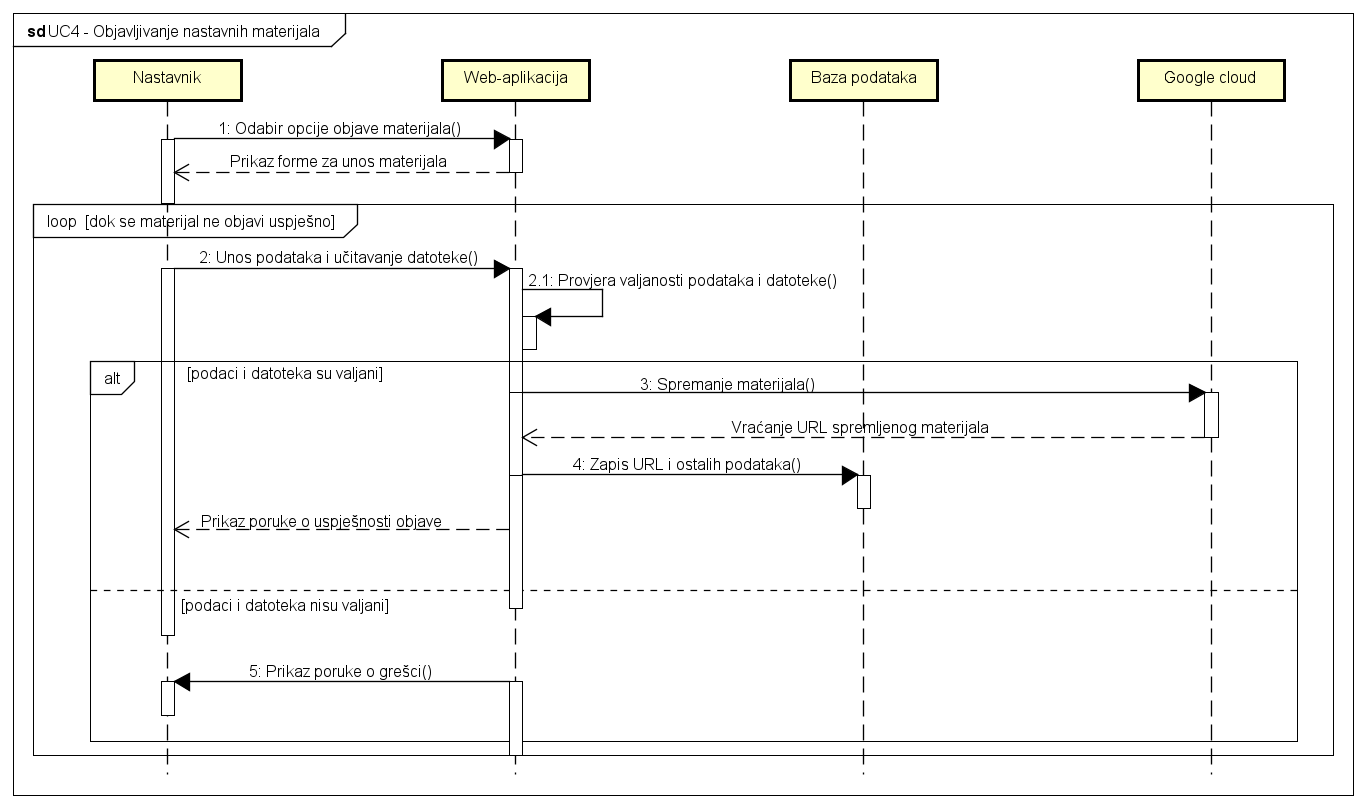 sd UC4 - Objavljivanje nastavnih materijala
Nastavnik
Web-aplikacija
Baza podataka
Google cloud
1: Odabir opcije objave materijala()
Prikaz forme za unos materijala
loop [dok se materijal ne objavi uspješno]
2: Unos podataka i učitavanje datoteke()
2.1: Provjera valjanosti podataka i datoteke()
alt
[podaci i datoteka su valjani]
3: Spremanje materijala()
Vraćanje URL spremljenog materijala
4: Zapis URL i ostalih podataka()
Prikaz poruke o uspješnosti objave
[podaci i datoteka nisu valjani]
5: Prikaz poruke o grešci()